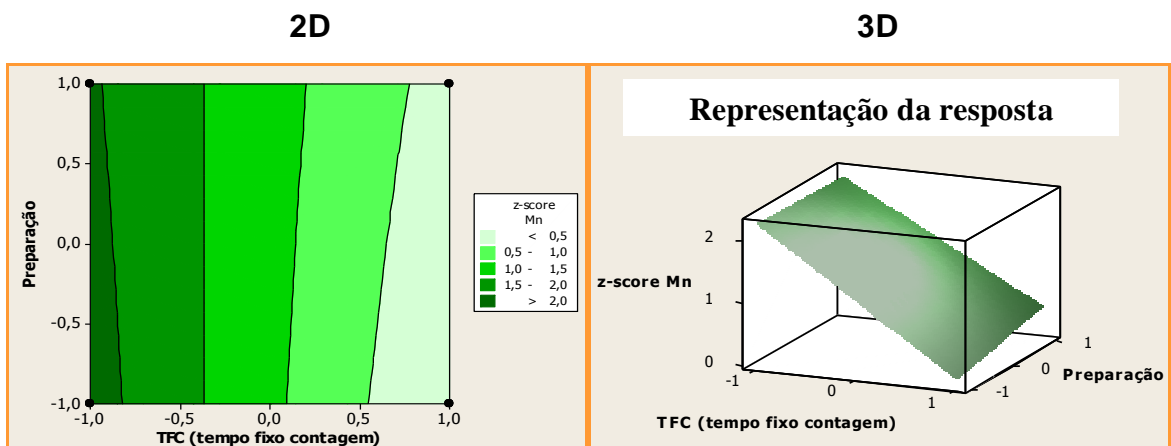 2D
3D
1,0
0,5
0,0
-0,5
-1,0
Preparação
-1,0
-0,5
0,0
0,5
1,0
TFC (tempo fixo contagem)
z-score
Mn
< 0,5
0,5 - 1,0
1,0 - 1,5
1,5 - 2,0
> 2,0
Representação da resposta
2
1
0
z-score Mn
-1
0
1
TFC (tempo fixo contagem)
-1
0
1
Preparação